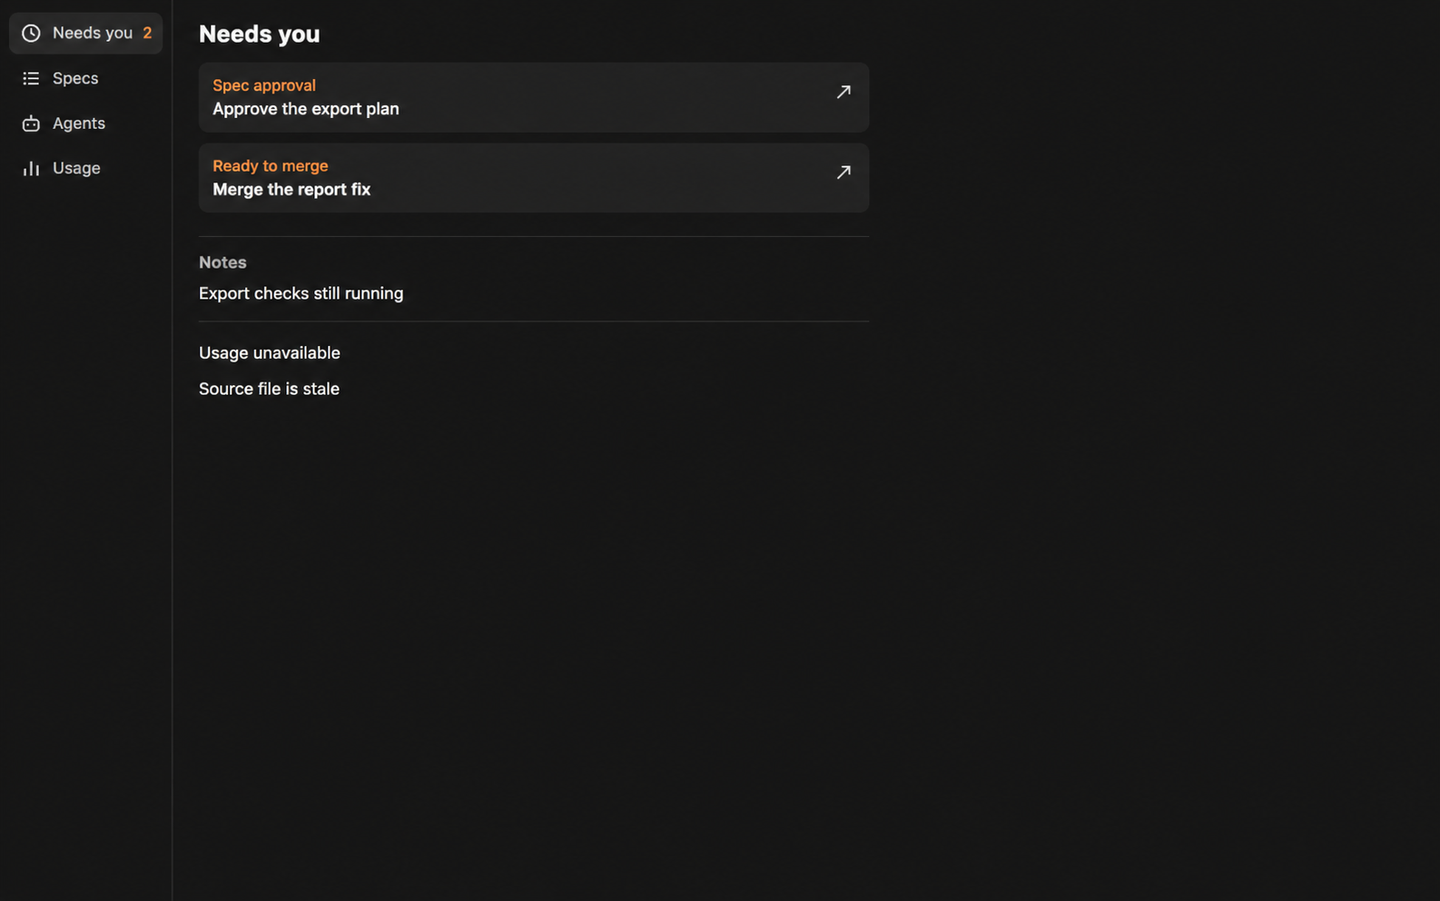 Needs you 2
Specs
Agents
Usage
Needs you
Spec approval
Approve the export plan
Ready to merge
Merge the report fix
Notes
Export checks still running
Usage unavailable
Source file is stale